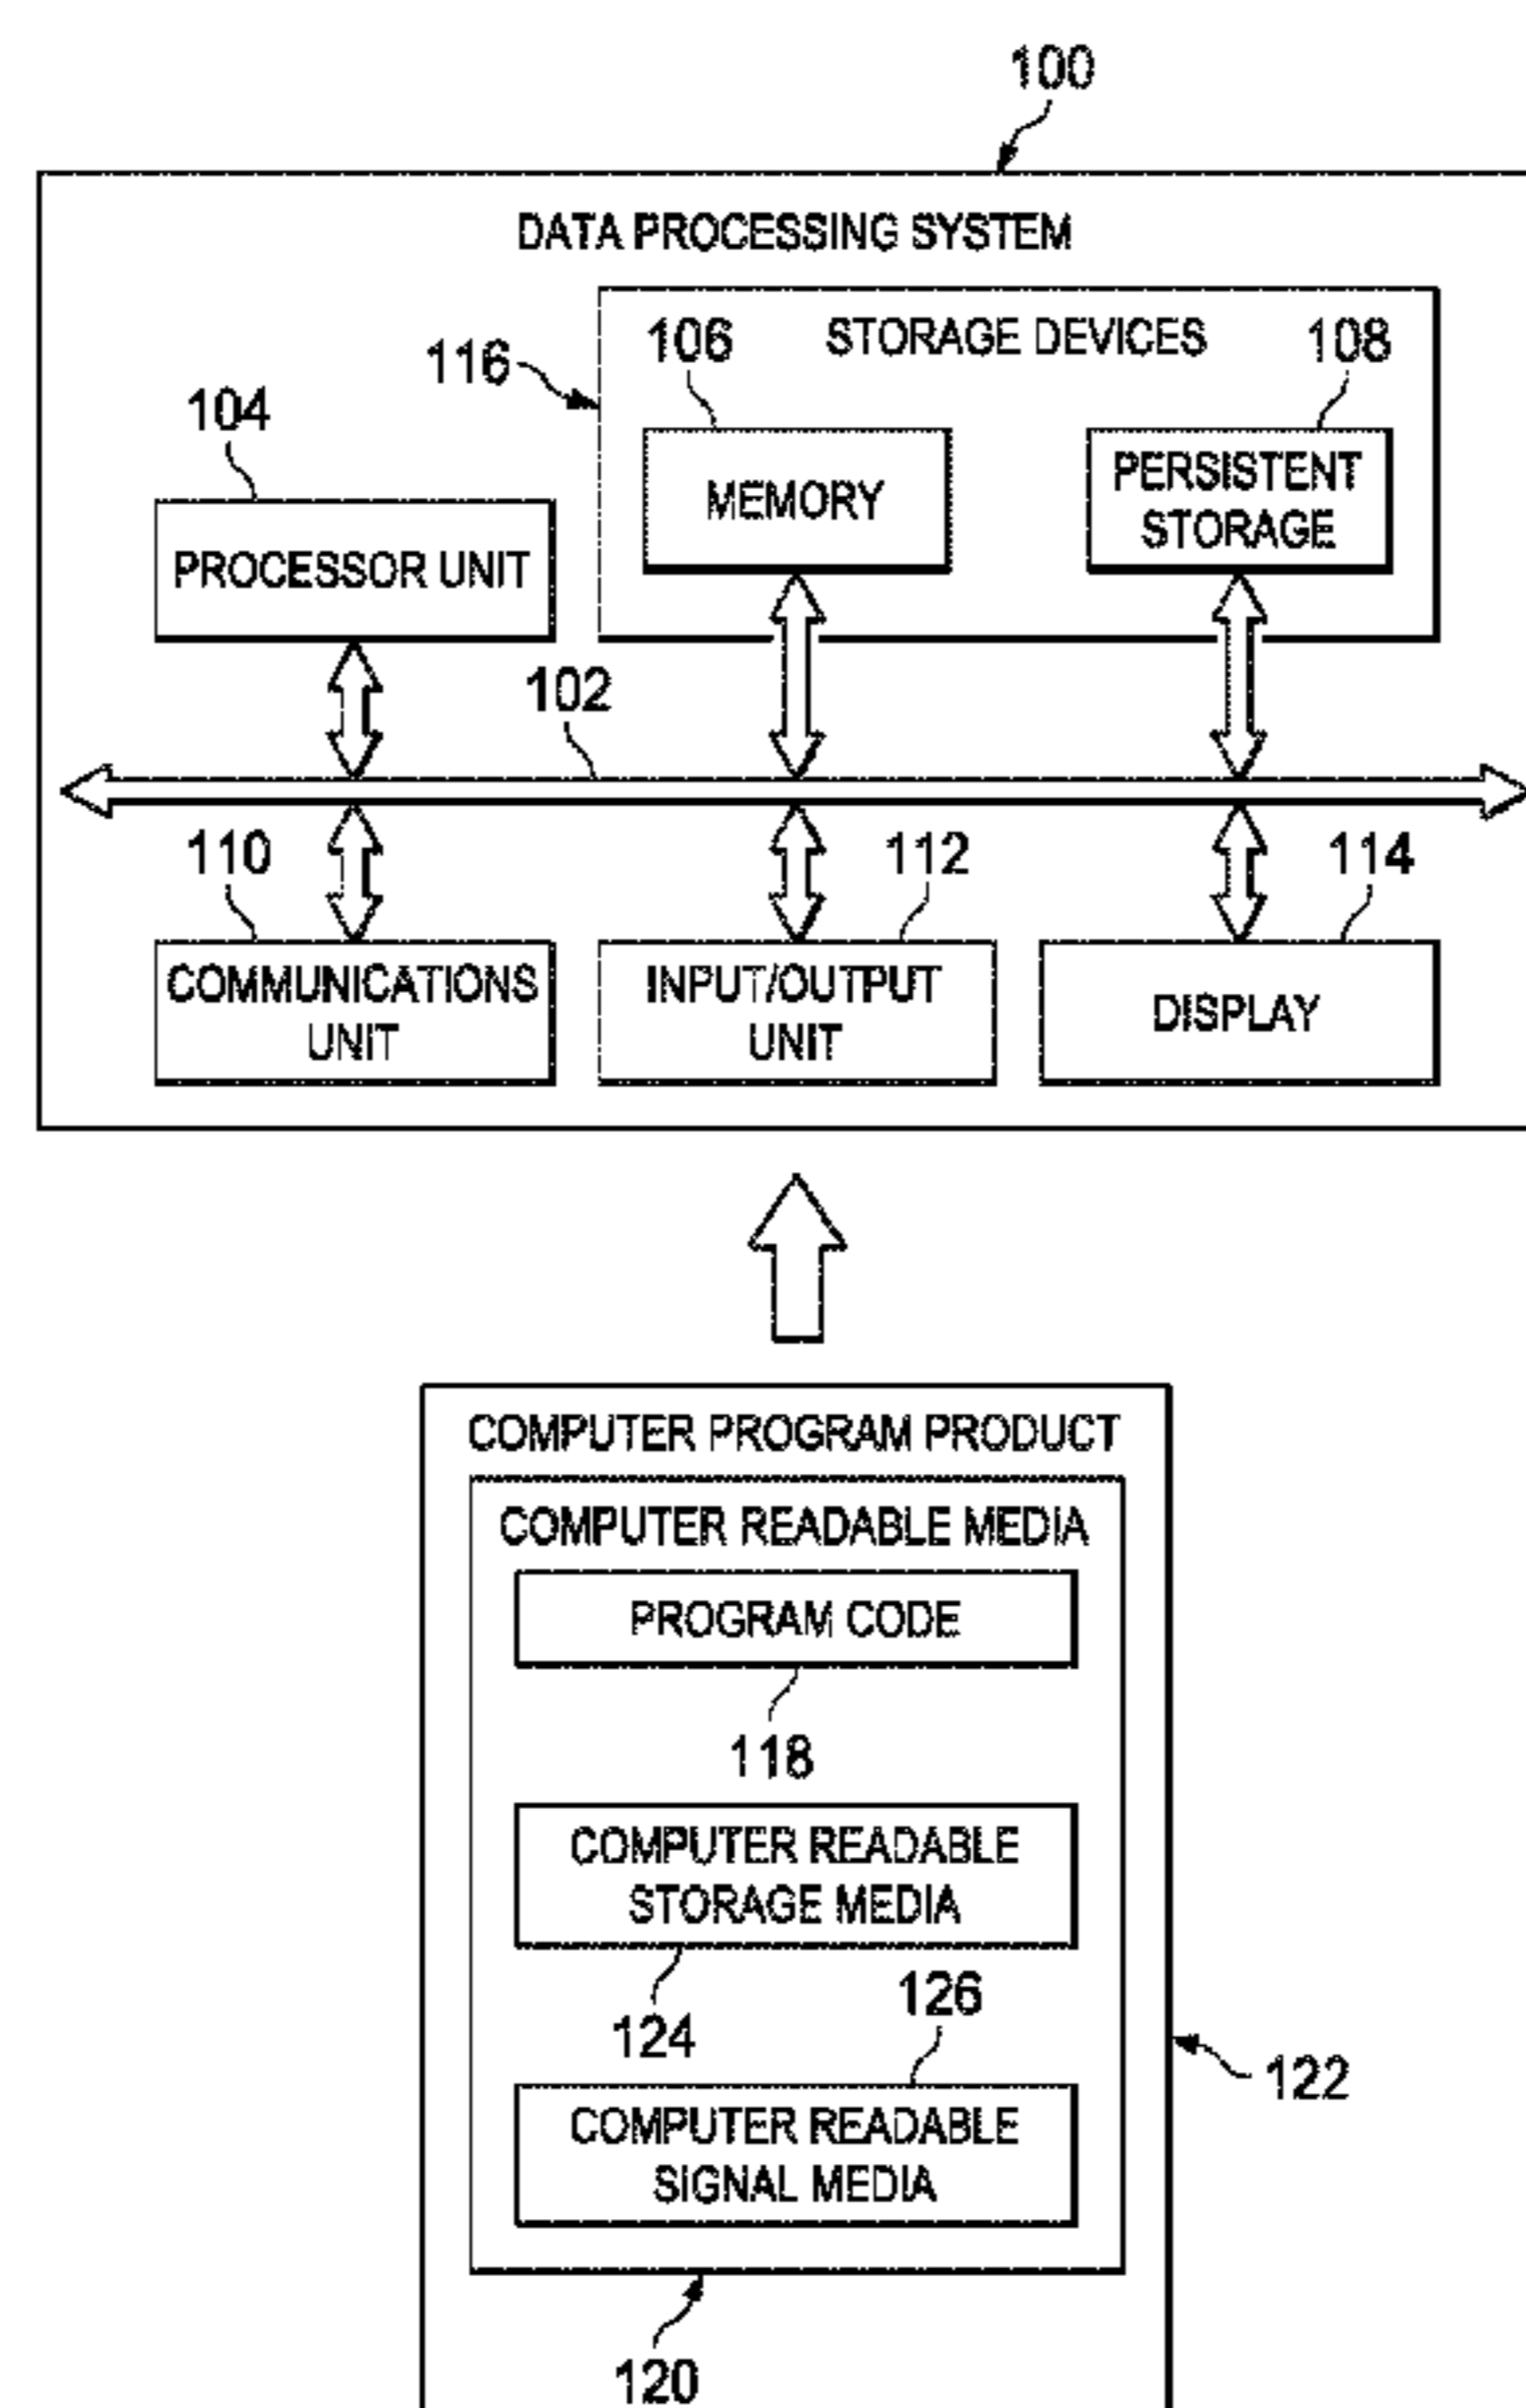 100
DATA PROCESSING SYSTEM
116
106
STORAGE DEVICES
108
104
MEMORY
PERSISTENT
STORAGE
PROCESSOR UNIT
102
110
112
114
COMMUNICATIONS
UNIT
INPUT/OUTPUT
UNIT
DISPLAY
COMPUTER PROGRAM PRODUCT
COMPUTER READABLE MEDIA
PROGRAM CODE
118
COMPUTER READABLE
STORAGE MEDIA
124
126
COMPUTER READABLE
SIGNAL MEDIA
122
120